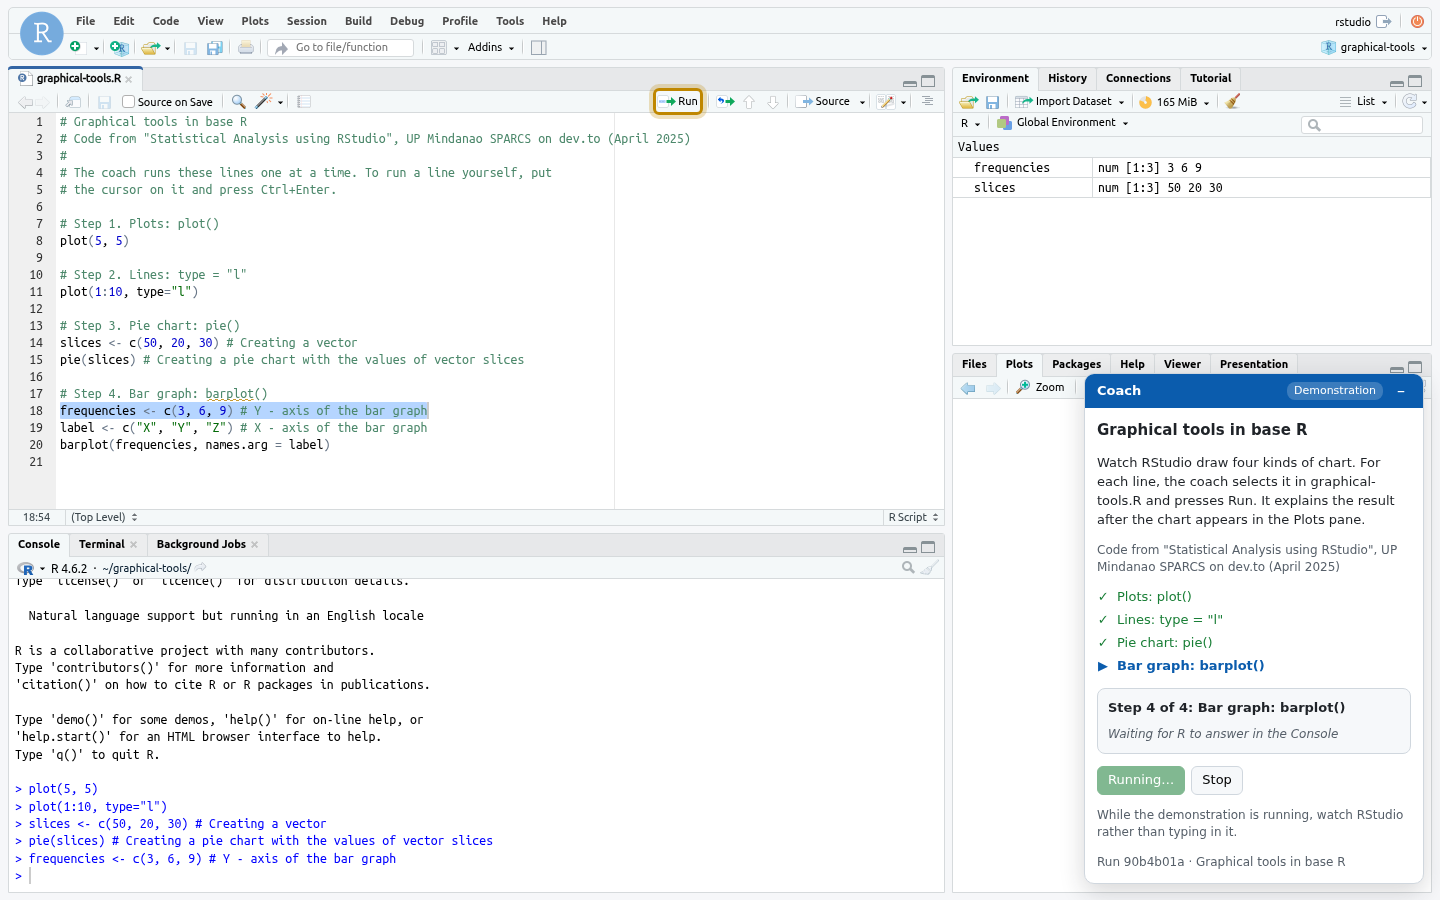 File Edit Code View Plots Session Build Debug Profile Tools Help
rstudio
R
Go to file/function
Addins
graphical-tools
graphical-tools.R
Source on Save
Run
Source
1 # Graphical tools in base R
2 # Code from "Statistical Analysis using RStudio", UP Mindanao SPARCS on dev.to (April 2025)
3 #
4 # The coach runs these lines one at a time. To run a line yourself, put
5 # the cursor on it and press Ctrl+Enter.
6
7 # Step 1. Plots: plot()
8 plot(5, 5)
9
10 # Step 2. Lines: type = "l"
11 plot(1:10, type="l")
12
13 # Step 3. Pie chart: pie()
14 slices <- c(50, 20, 30) # Creating a vector
15 pie(slices) # Creating a pie chart with the values of vector slices
16
17 # Step 4. Bar graph: barplot()
18 frequencies <- c(3, 6, 9) # Y - axis of the bar graph
19 label <- c("X", "Y", "Z") # X - axis of the bar graph
20 barplot(frequencies, names.arg = label)
21
18:54 (Top Level) R Script
Console Terminal Background Jobs
R 4.6.2 · ~/graphical-tools/
Type 'license()' or 'licence()' for distribution details.
Natural language support but running in an English locale
R is a collaborative project with many contributors.
Type 'contributors()' for more information and
'citation()' on how to cite R or R packages in publications.
Type 'demo()' for some demos, 'help()' for on-line help, or
'help.start()' for an HTML browser interface to help.
Type 'q()' to quit R.
> plot(5, 5)
> plot(1:10, type="l")
> slices <- c(50, 20, 30) # Creating a vector
> pie(slices) # Creating a pie chart with the values of vector slices
> frequencies <- c(3, 6, 9) # Y - axis of the bar graph
>
Environment History Connections Tutorial
Import Dataset 165 MiB List
R Global Environment
Values
frequencies num [1:3] 3 6 9
slices num [1:3] 50 20 30
Files Plots Packages Help Viewer Presentation
Zoom
Coach Demonstration –
Graphical tools in base R
Watch RStudio draw four kinds of chart. For
each line, the coach selects it in graphical-
tools.R and presses Run. It explains the result
after the chart appears in the Plots pane.
Code from "Statistical Analysis using RStudio", UP
Mindanao SPARCS on dev.to (April 2025)
✓ Plots: plot()
✓ Lines: type = "l"
✓ Pie chart: pie()
▶ Bar graph: barplot()
Step 4 of 4: Bar graph: barplot()
Waiting for R to answer in the Console
Running... Stop
While the demonstration is running, watch RStudio
rather than typing in it.
Run 90b4b01a · Graphical tools in base R